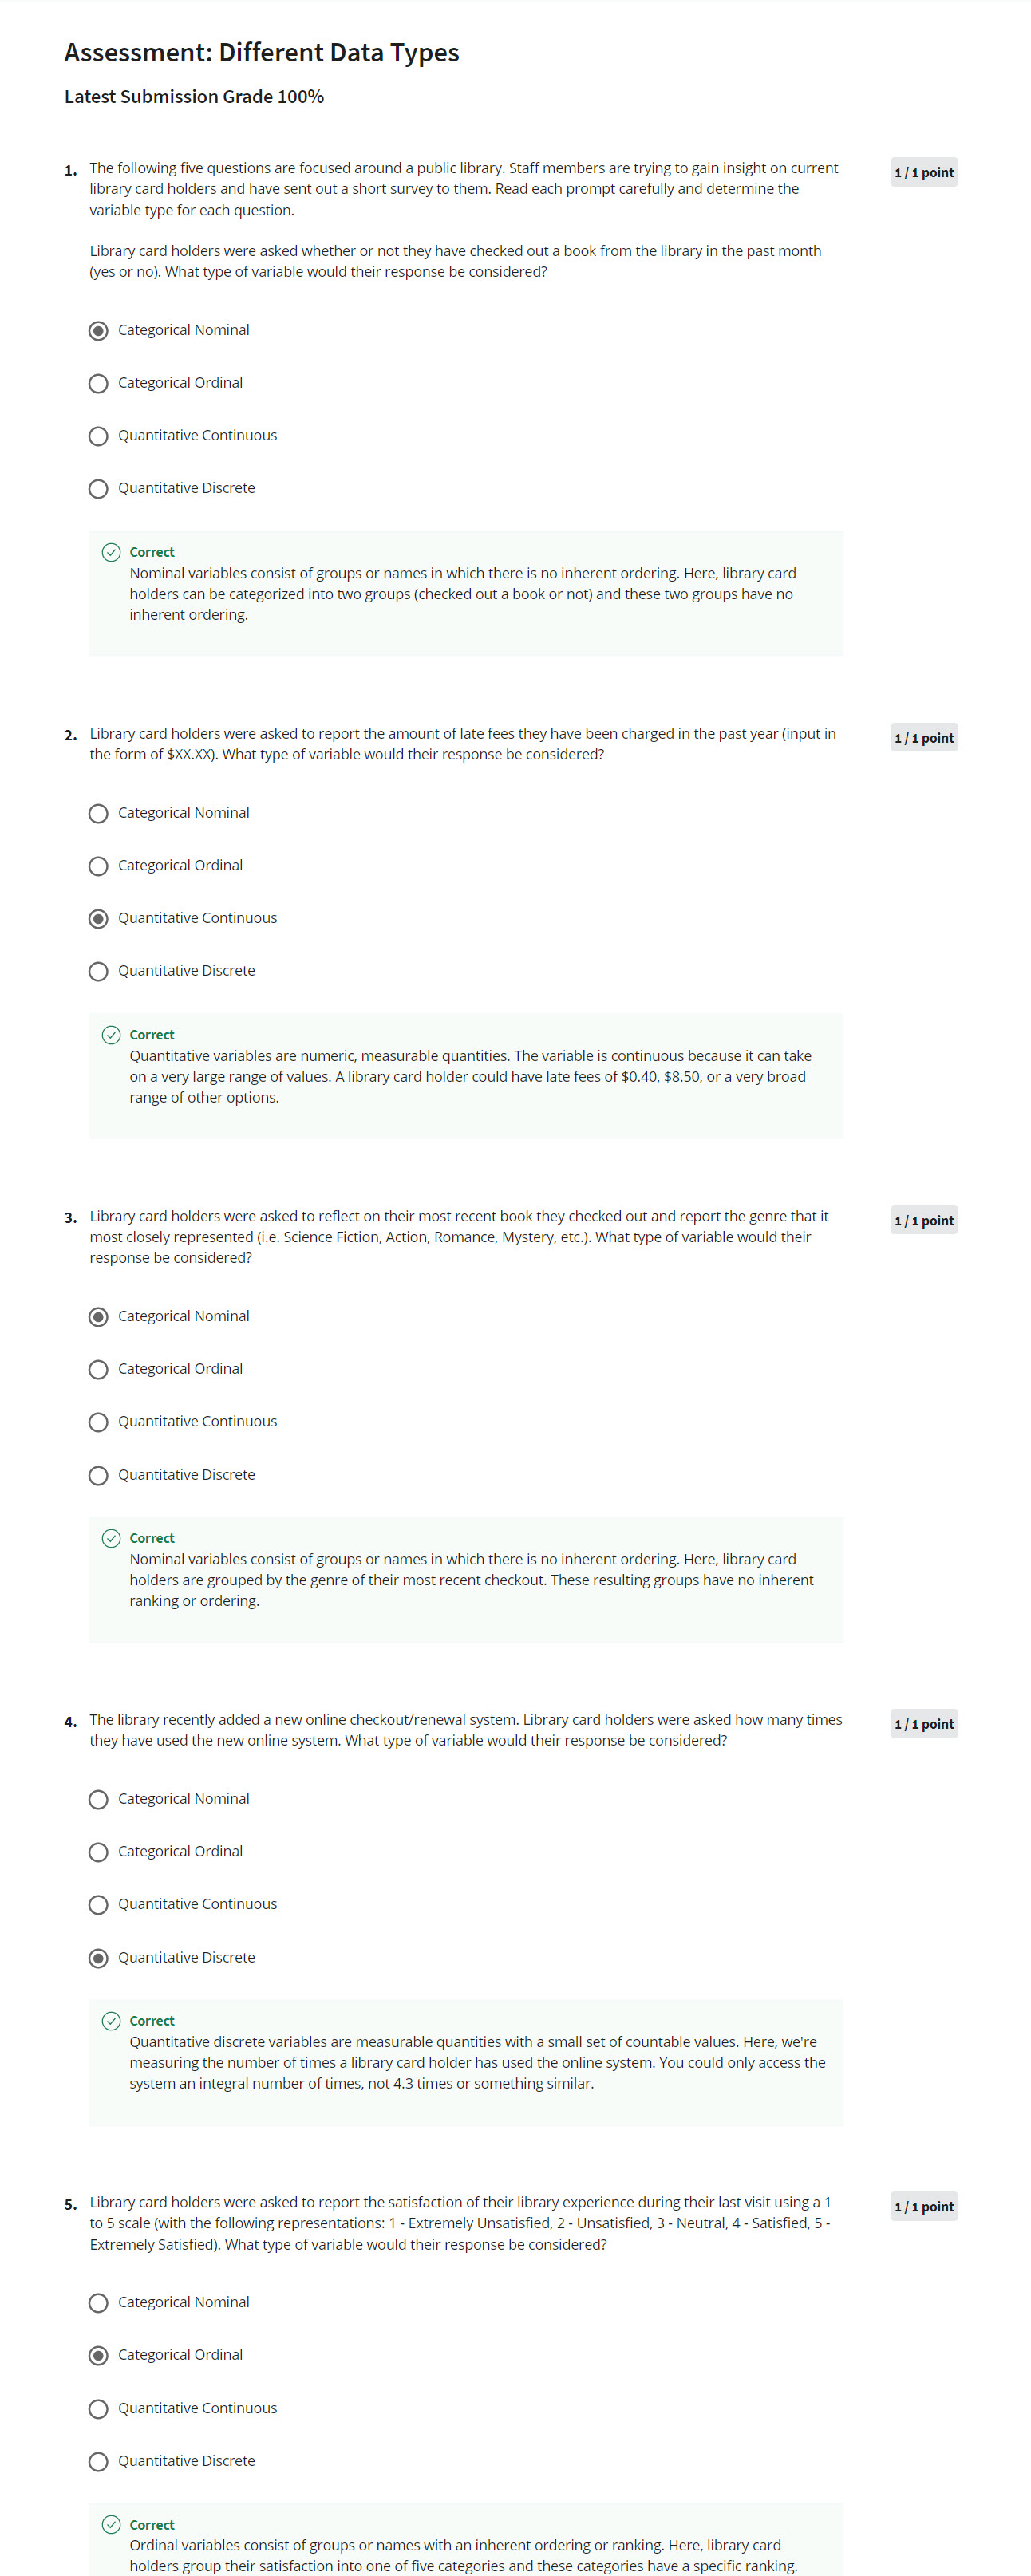 Assessment: Different Data Types
Latest Submission Grade 100%
1. The following five questions are focused around a public library. Staff members are trying to gain insight on current
library card holders and have sent out a short survey to them. Read each prompt carefully and determine the
variable type for each question.
1 / 1 point
Library card holders were asked whether or not they have checked out a book from the library in the past month
(yes or no). What type of variable would their response be considered?
Categorical Nominal
Categorical Ordinal
Quantitative Continuous
Quantitative Discrete
Correct
Nominal variables consist of groups or names in which there is no inherent ordering. Here, library card
holders can be categorized into two groups (checked out a book or not) and these two groups have no
inherent ordering.
2. Library card holders were asked to report the amount of late fees they have been charged in the past year (input in
the form of $XX.XX). What type of variable would their response be considered?
1 / 1 point
Categorical Nominal
Categorical Ordinal
Quantitative Continuous
Quantitative Discrete
Correct
Quantitative variables are numeric, measurable quantities. The variable is continuous because it can take
on a very large range of values. A library card holder could have late fees of $0.40, $8.50, or a very broad
range of other options.
3. Library card holders were asked to reflect on their most recent book they checked out and report the genre that it
most closely represented (i.e. Science Fiction, Action, Romance, Mystery, etc.). What type of variable would their
response be considered?
1 / 1 point
Categorical Nominal
Categorical Ordinal
Quantitative Continuous
Quantitative Discrete
Correct
Nominal variables consist of groups or names in which there is no inherent ordering. Here, library card
holders are grouped by the genre of their most recent checkout. These resulting groups have no inherent
ranking or ordering.
4. The library recently added a new online checkout/renewal system. Library card holders were asked how many times
they have used the new online system. What type of variable would their response be considered?
1 / 1 point
Categorical Nominal
Categorical Ordinal
Quantitative Continuous
Quantitative Discrete
Correct
Quantitative discrete variables are measurable quantities with a small set of countable values. Here, we're
measuring the number of times a library card holder has used the online system. You could only access the
system an integral number of times, not 4.3 times or something similar.
5. Library card holders were asked to report the satisfaction of their library experience during their last visit using a 1
to 5 scale (with the following representations: 1 - Extremely Unsatisfied, 2 - Unsatisfied, 3 - Neutral, 4 - Satisfied, 5 -
Extremely Satisfied). What type of variable would their response be considered?
1 / 1 point
Categorical Nominal
Categorical Ordinal
Quantitative Continuous
Quantitative Discrete
Correct
Ordinal variables consist of groups or names with an inherent ordering or ranking. Here, library card
holders group their satisfaction into one of five categories and these categories have a specific ranking.